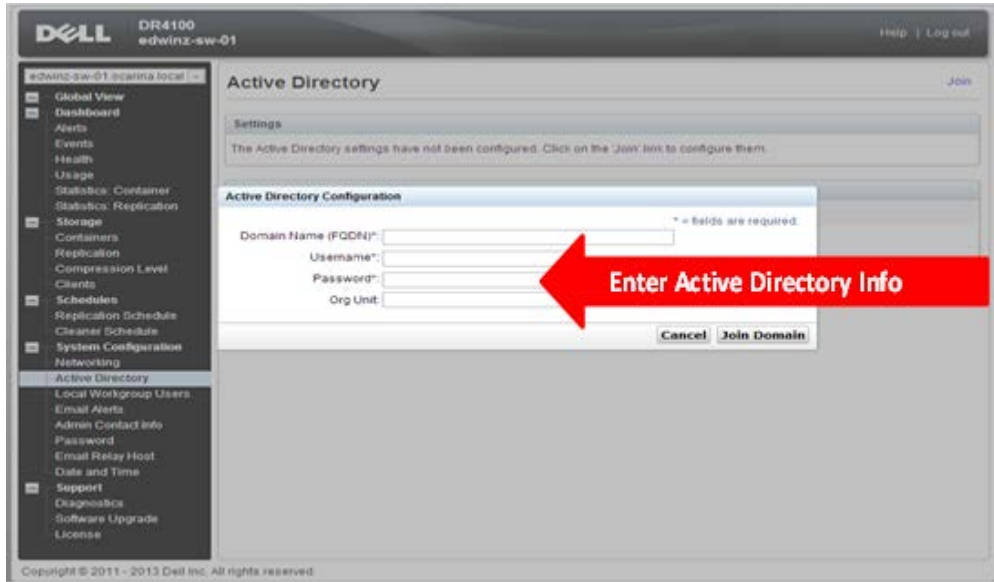 DELL
DR4100
edwinz-sw-01
Help | Log out
edwinz-sw-01.ocarina.local
Global View
Dashboard
Alerts
Events
Health
Usage
Statistics: Container
Statistics: Replication
Storage
Containers
Replication
Compression Level
Clients
Schedules
Replication Schedule
Cleaner Schedule
System Configuration
Networking
Active Directory
Local Workgroup Users
Email Alerts
Admin Contact Info
Password
Email Relay Host
Date and Time
Support
Diagnostics
Software Upgrade
License
Active Directory
Join
Settings
The Active Directory settings have not been configured. Click on the 'Join' link to configure them.
Active Directory Configuration
* = fields are required.
Domain Name (FQDN)*:
Username*:
Password*:
Org Unit:
Enter Active Directory Info
Cancel Join Domain
Copyright © 2011 - 2013 Dell Inc. All rights reserved.